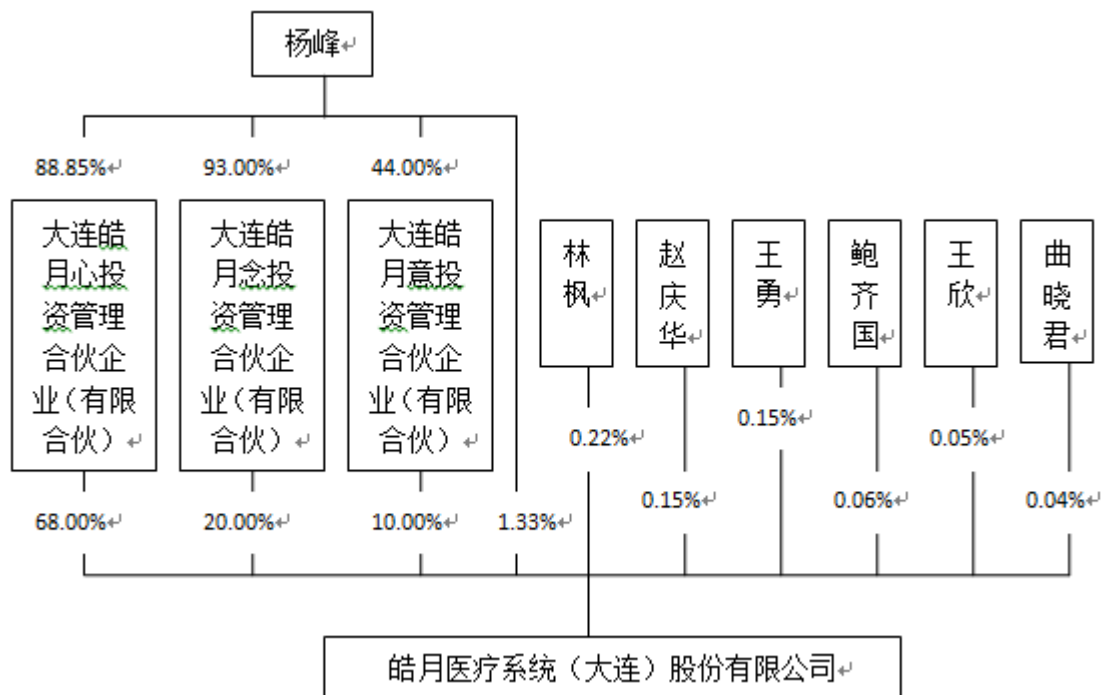 杨峰
88.85%
93.00%
44.00%
大连皓
月心投
资管理
合伙企
业（有限
合伙）
大连皓
月念投
资管理
合伙企
业（有限
合伙）
大连皓
月意投
资管理
合伙企
业（有限
合伙）
林
枫
赵
庆
华
王
勇
鲍
齐
国
王
欣
曲
晓
君
0.22%
0.15%
0.15%
0.06%
0.05%
0.04%
68.00%
20.00%
10.00%
1.33%
皓月医疗系统（大连）股份有限公司